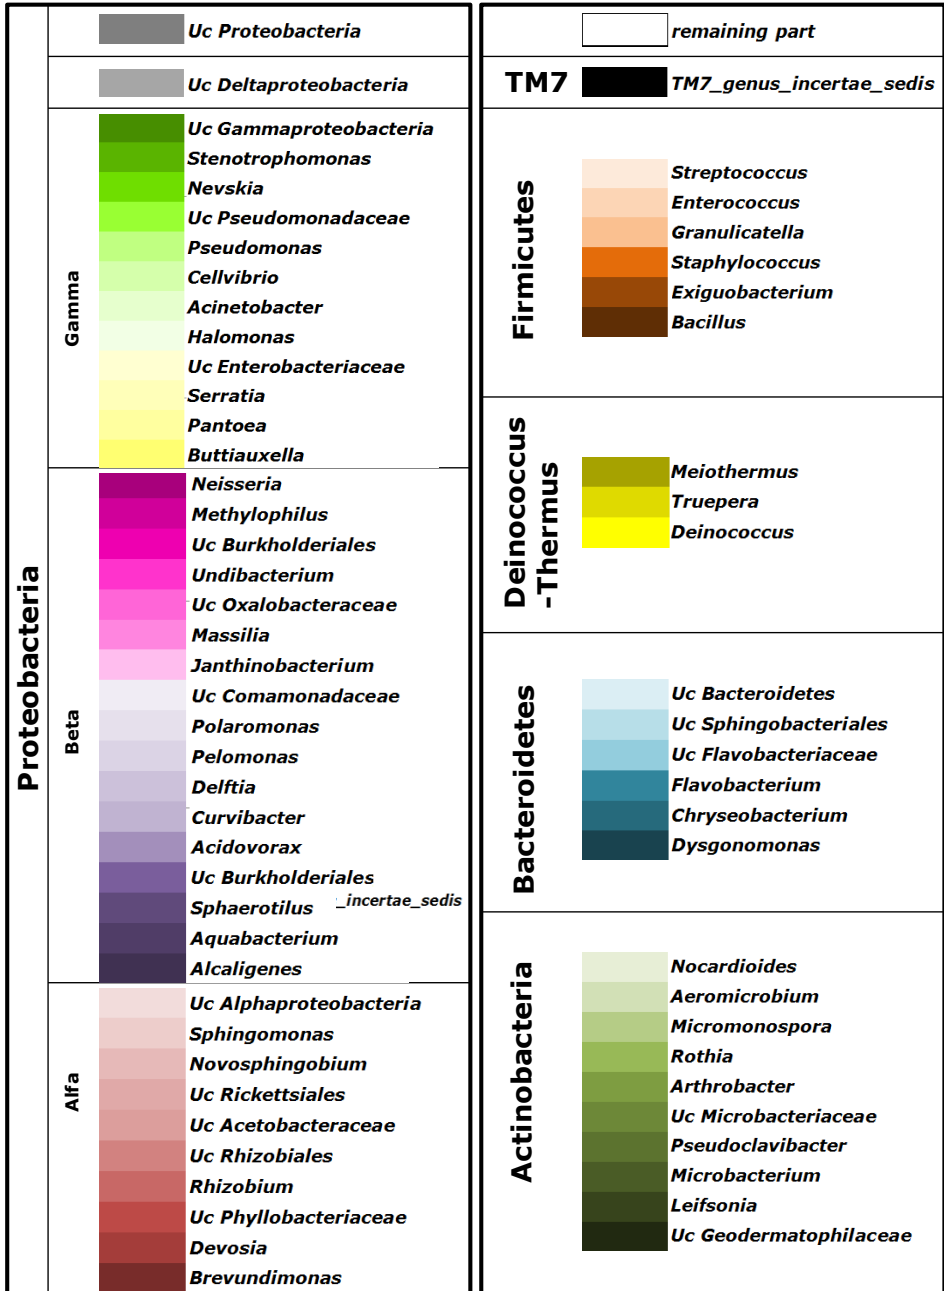 Proteobacteria
Uc Proteobacteria
Uc Deltaproteobacteria
Gamma
Uc Gammaproteobacteria
Stenotrophomonas
Nevskia
Uc Pseudomonadaceae
Pseudomonas
Cellvibrio
Acinetobacter
Halomonas
Uc Enterobacteriaceae
Serratia
Pantoea
Buttiauxella
Beta
Neisseria
Methylophilus
Uc Burkholderiales
Undibacterium
Uc Oxalobacteraceae
Massilia
Janthinobacterium
Uc Comamonadaceae
Polaromonas
Pelomonas
Delftia
Curvibacter
Acidovorax
Uc Burkholderiales
_incertae_sedis
Sphaerotilus
Aquabacterium
Alcaligenes
Alfa
Uc Alphaproteobacteria
Sphingomonas
Novosphingobium
Uc Rickettsiales
Uc Acetobacteraceae
Uc Rhizobiales
Rhizobium
Uc Phyllobacteriaceae
Devosia
Brevundimonas
remaining part
TM7
TM7_genus_incertae_sedis
Firmicutes
Streptococcus
Enterococcus
Granulicatella
Staphylococcus
Exiguobacterium
Bacillus
Deinococcus
-Thermus
Meiothermus
Truepera
Deinococcus
Bacteroidetes
Uc Bacteroidetes
Uc Sphingobacteriales
Uc Flavobacteriaceae
Flavobacterium
Chryseobacterium
Dysgonomonas
Actinobacteria
Nocardioides
Aeromicrobium
Micromonospora
Rothia
Arthrobacter
Uc Microbacteriaceae
Pseudoclavibacter
Microbacterium
Leifsonia
Uc Geodermatophilaceae